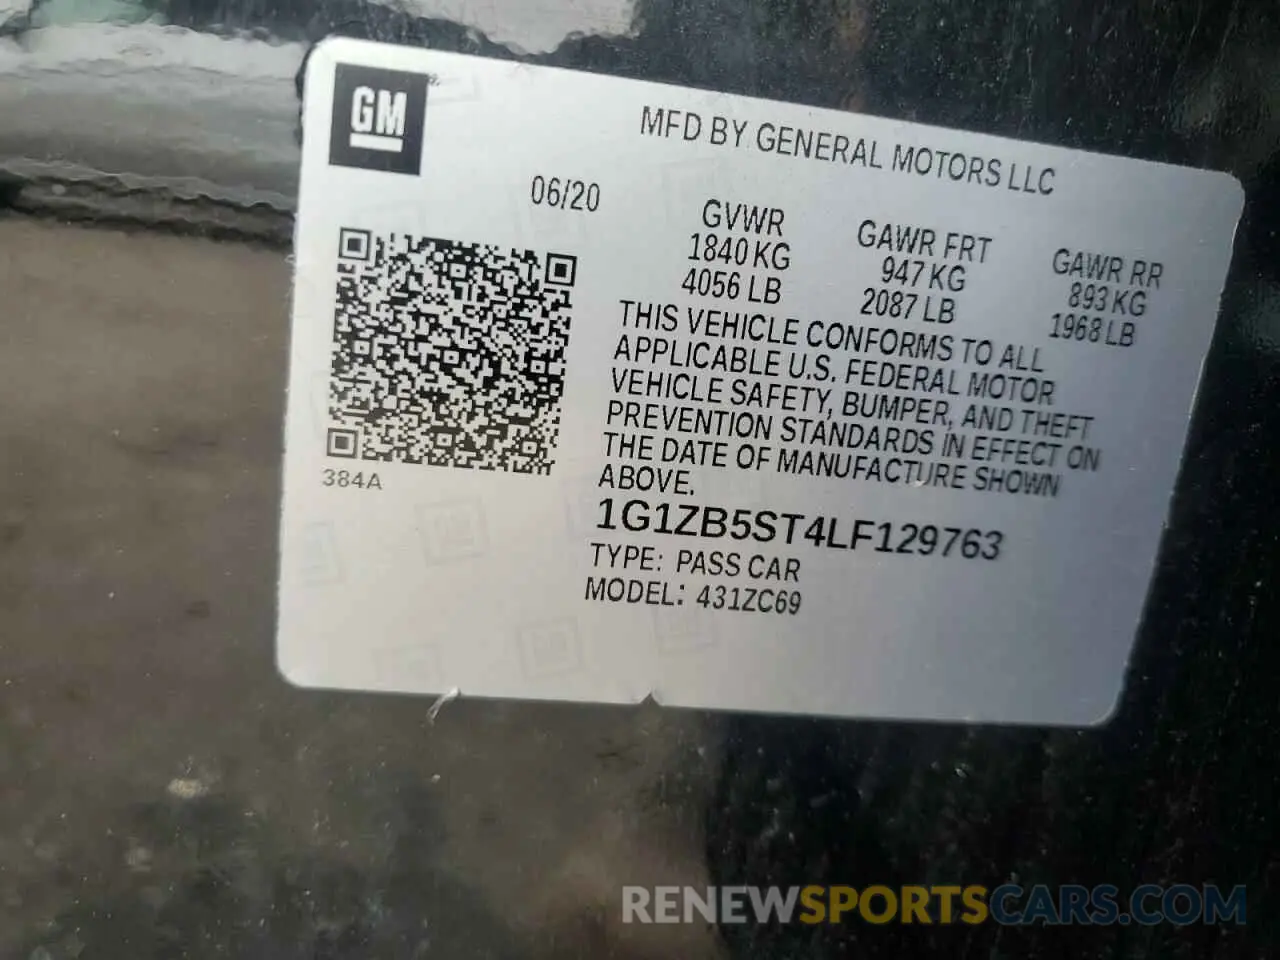 GM
MFD BY GENERAL MOTORS LLC
06/20
GVWR
1840 KG
4056 LB
GAWR FRT
947 KG
2087 LB
GAWR RR
893 KG
1968 LB
THIS VEHICLE CONFORMS TO ALL
APPLICABLE U.S. FEDERAL MOTOR
VEHICLE SAFETY, BUMPER, AND THEFT
PREVENTION STANDARDS IN EFFECT ON
THE DATE OF MANUFACTURE SHOWN
ABOVE.
384A
1G1ZB5ST4LF129763
TYPE: PASS CAR
MODEL: 431ZC69
RENEWSPORTSCARS.COM